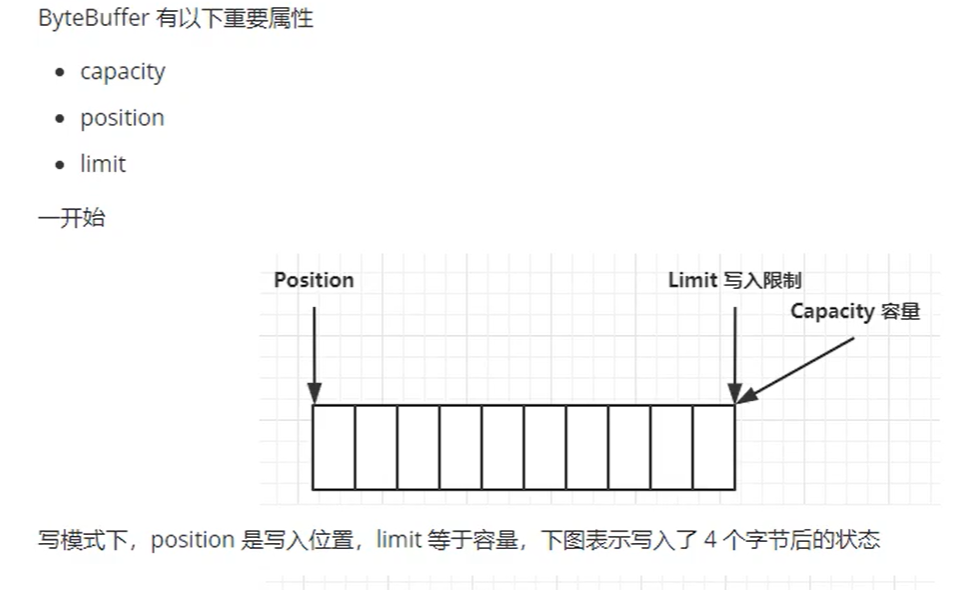 ByteBuffer 有以下重要属性
capacity
position
limit
一开始
Position
Limit 写入限制
Capacity 容量
写模式下，position 是写入位置，limit 等于容量，下图表示写入了 4 个字节后的状态